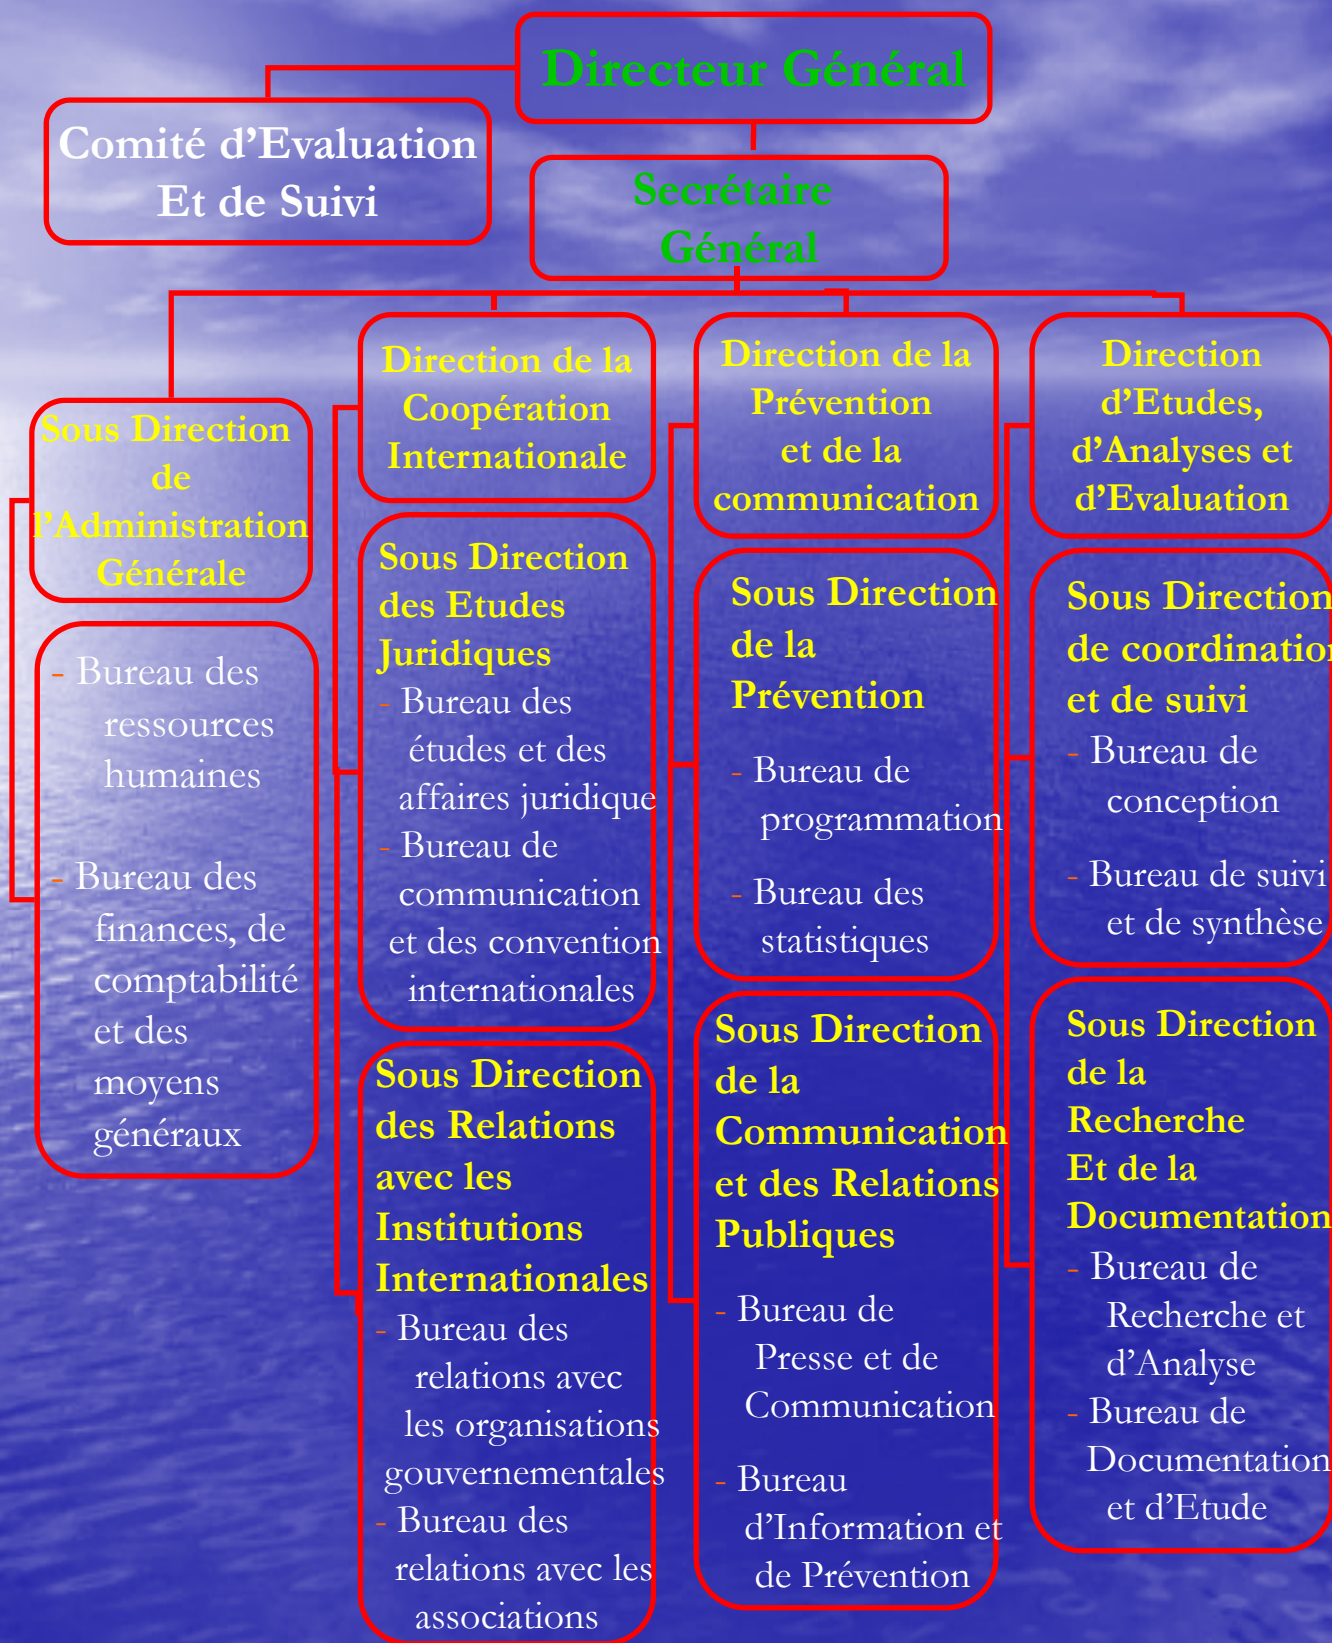 Directeur Général
Comité d’Evaluation
Et de Suivi
Secrétaire
Général
Sous Direction
de
l’Administration
Générale
- Bureau des
ressources
humaines
- Bureau des
finances, de
comptabilité
et des
moyens
généraux
Direction de la
Coopération
Internationale
Sous Direction
des Etudes
Juridiques
- Bureau des
études et des
affaires juridique
- Bureau de
communication
et des convention
internationales
Sous Direction
des Relations
avec les
Institutions
Internationales
- Bureau des
relations avec
les organisations
gouvernementales
- Bureau des
relations avec les
associations
Direction de la
Prévention
et de la
communication
Sous Direction
de la
Prévention
- Bureau de
programmation
- Bureau des
statistiques
Sous Direction
de la
Communication
et des Relations
Publiques
- Bureau de
Presse et de
Communication
- Bureau
d’Information et
de Prévention
Direction
d’Etudes,
d’Analyses et
d’Evaluation
Sous Direction
de coordination
et de suivi
- Bureau de
conception
- Bureau de suivi
et de synthèse
Sous Direction
de la
Recherche
Et de la
Documentation
- Bureau de
Recherche et
d’Analyse
- Bureau de
Documentation
et d’Etude